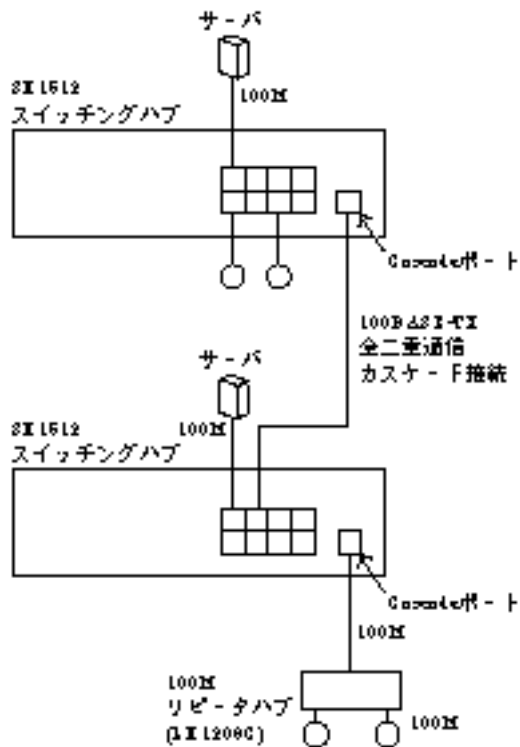 サーバ
100M
SX1512
スイッチングハブ
Cascadeポート
100BASE-TX
全二重通信
カスケード接続
サーバ
100M
SX1512
スイッチングハブ
Cascadeポート
100M
100M
リピータハブ
100M